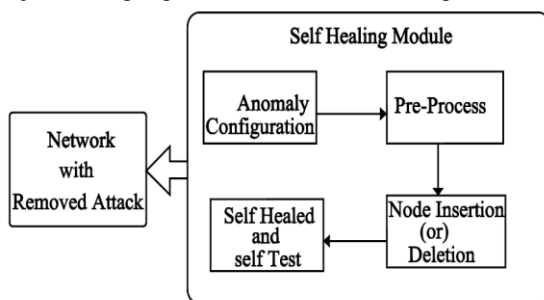 Self Healing Module
Anomaly
Configuration
Pre-Process
Network
with
Removed Attack
Self Healed
and
self Test
Node Insertion
(or)
Deletion